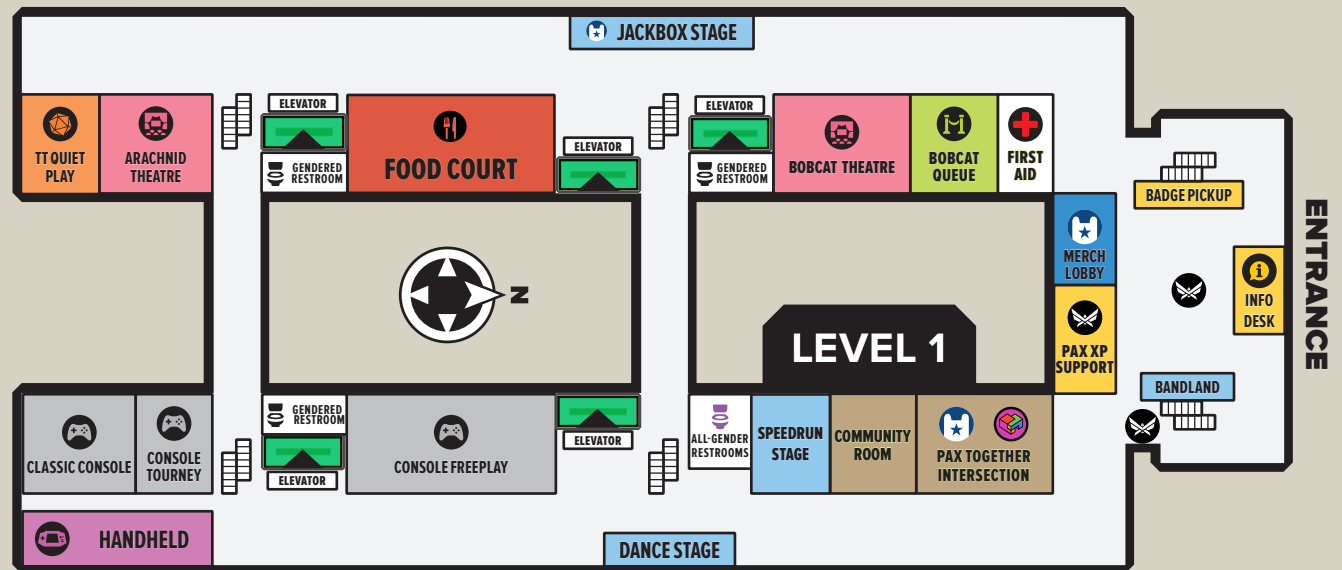 JACKBOX STAGE
TT QUIET
PLAY
ARACHNID
THEATRE
ELEVATOR
GENDERED
RESTROOM
FOOD COURT
ELEVATOR
ELEVATOR
GENDERED
RESTROOM
BOBCAT THEATRE
BOBCAT
QUEUE
FIRST
AID
BADGE PICKUP
MERCH
LOBBY
INFO
DESK
ENTRANCE
N
LEVEL 1
PAX XP
SUPPORT
BANDLAND
CLASSIC CONSOLE
CONSOLE
TOURNEY
GENDERED
RESTROOM
ELEVATOR
CONSOLE FREEPLAY
ELEVATOR
ALL-GENDER
RESTROOMS
SPEEDRUN
STAGE
COMMUNITY
ROOM
PAX TOGETHER
INTERSECTION
HANDHELD
DANCE STAGE